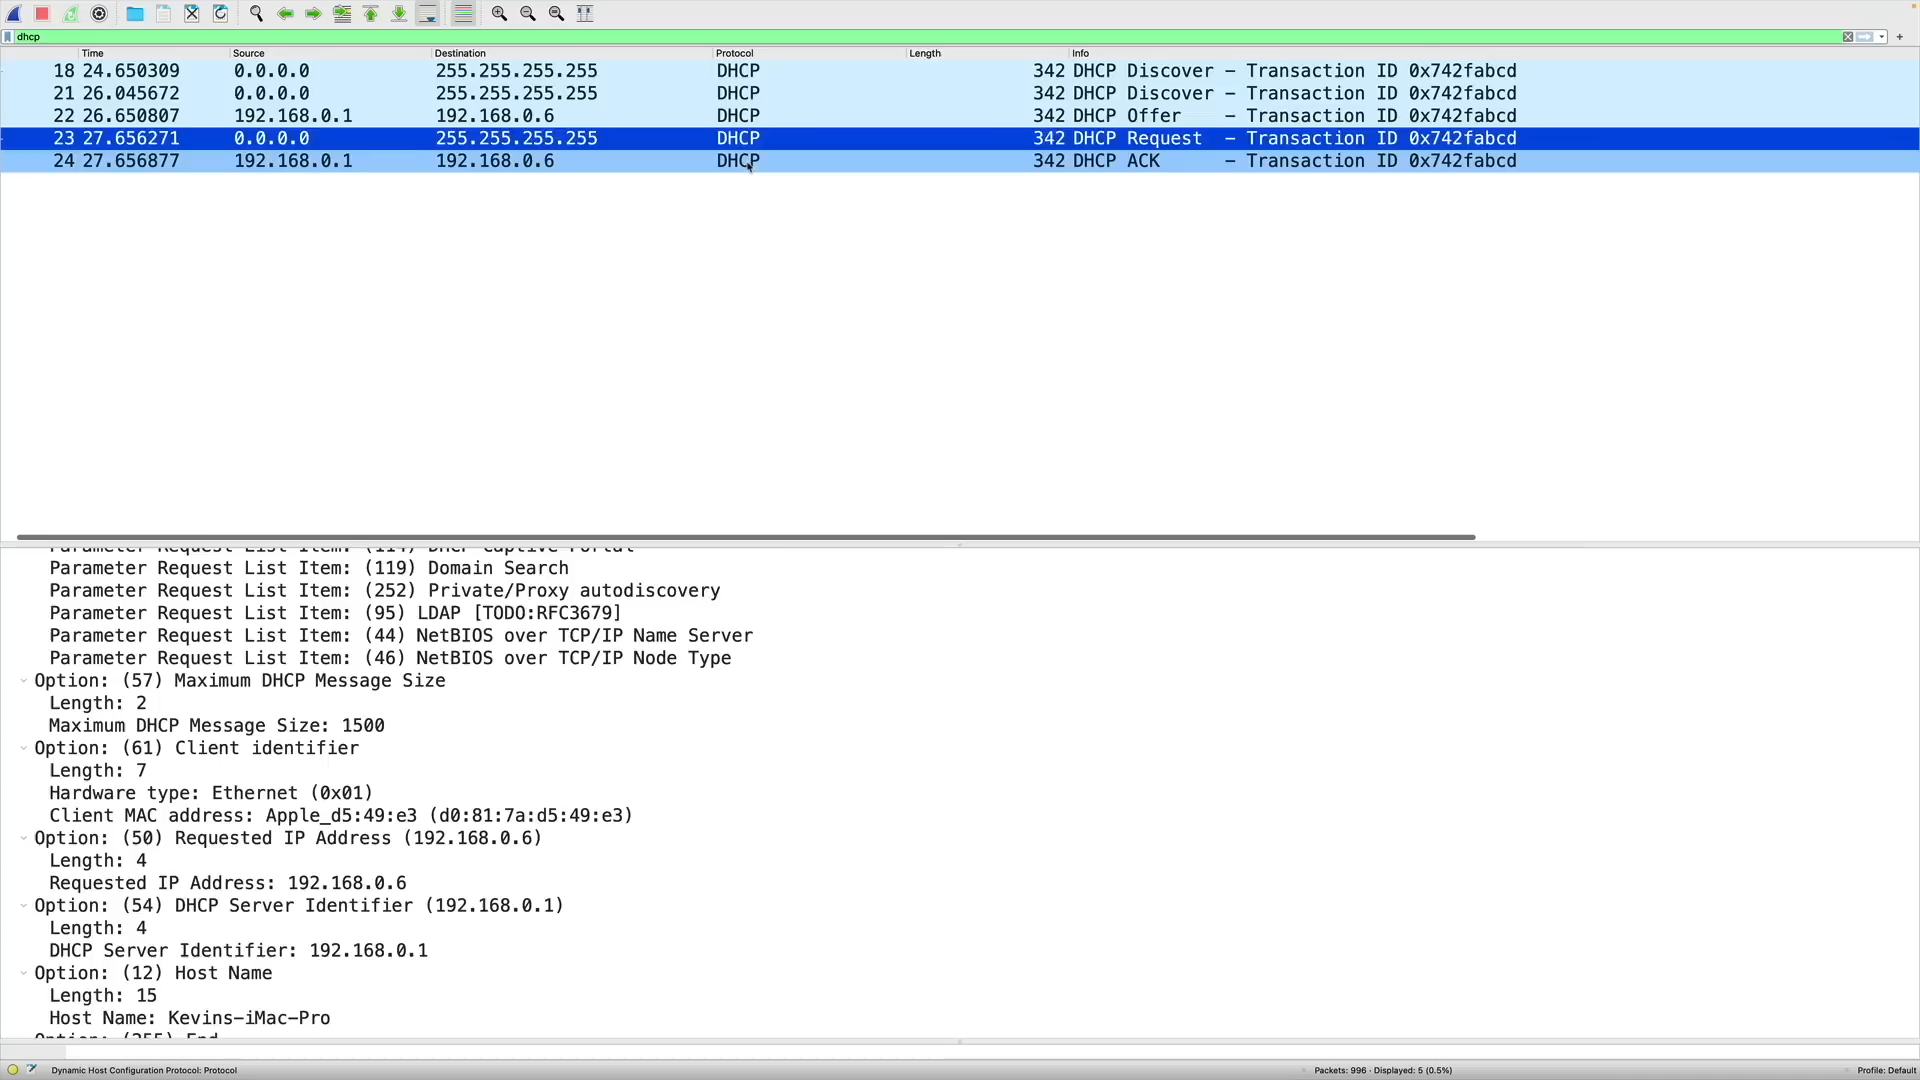 dhcp
Time Source Destination Protocol Length Info
18 24.650309 0.0.0.0 255.255.255.255 DHCP 342 DHCP Discover – Transaction ID 0x742fabcd
21 26.045672 0.0.0.0 255.255.255.255 DHCP 342 DHCP Discover – Transaction ID 0x742fabcd
22 26.650807 192.168.0.1 192.168.0.6 DHCP 342 DHCP Offer – Transaction ID 0x742fabcd
23 27.656271 0.0.0.0 255.255.255.255 DHCP 342 DHCP Request – Transaction ID 0x742fabcd
24 27.656877 192.168.0.1 192.168.0.6 DHCP 342 DHCP ACK – Transaction ID 0x742fabcd
Parameter Request List Item: (114) DHCP Captive-Portal
Parameter Request List Item: (119) Domain Search
Parameter Request List Item: (252) Private/Proxy autodiscovery
Parameter Request List Item: (95) LDAP [TODO:RFC3679]
Parameter Request List Item: (44) NetBIOS over TCP/IP Name Server
Parameter Request List Item: (46) NetBIOS over TCP/IP Node Type
Option: (57) Maximum DHCP Message Size
Length: 2
Maximum DHCP Message Size: 1500
Option: (61) Client identifier
Length: 7
Hardware type: Ethernet (0x01)
Client MAC address: Apple_d5:49:e3 (d0:81:7a:d5:49:e3)
Option: (50) Requested IP Address (192.168.0.6)
Length: 4
Requested IP Address: 192.168.0.6
Option: (54) DHCP Server Identifier (192.168.0.1)
Length: 4
DHCP Server Identifier: 192.168.0.1
Option: (12) Host Name
Length: 15
Host Name: Kevins-iMac-Pro
Option: (255) End
Dynamic Host Configuration Protocol: Protocol Packets: 996 · Displayed: 5 (0.5%) Profile: Default